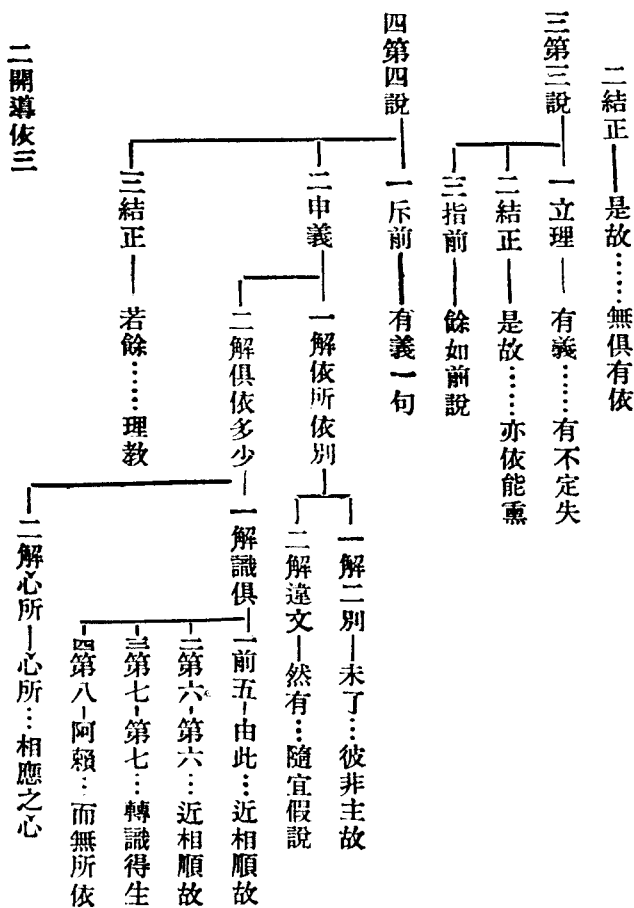 二結正 是故……無俱有依
三第三說 一立理 有義……有不定失
二結正 是故……亦依能熏
三指前 餘如前說
四第四說 一斥前 有義一句
二申義 一解依所依別 一解二別 未了…彼非主故
二解違文 然有…隨宜假說
二解俱依多少 一解識俱 一前五 由此…近相順故
二第六 第六…近相順故
三第七 第七…轉識得生
四第八 阿賴…而無所依
二解心所 心所…相應之心
三結正 若餘……理教
二開導依三